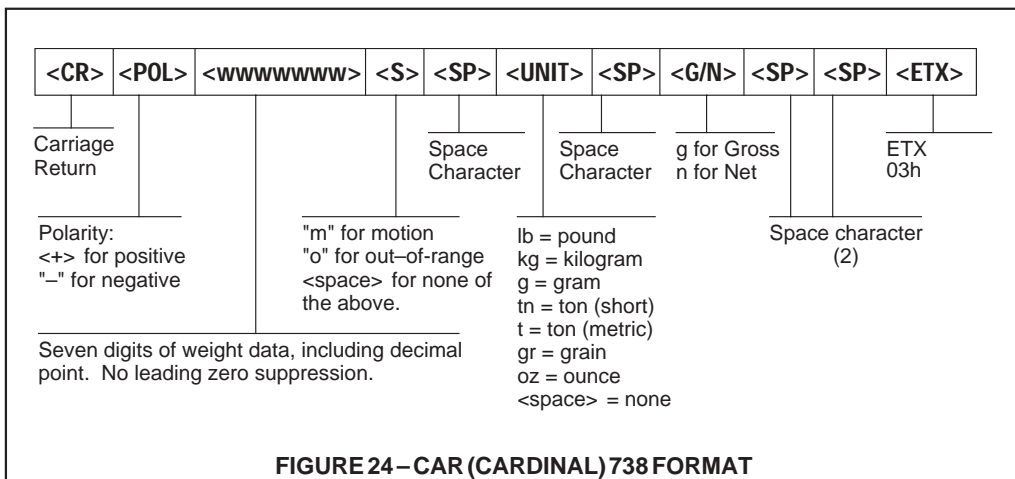 <CR> <POL> <wwwwwww> <S> <SP> <UNIT> <SP> <G/N> <SP> <SP> <ETX>
Carriage
Return
Space
Character
Space
Character
g for Gross
n for Net
ETX
03h
Polarity:
<+> for positive
"–" for negative
"m" for motion
"o" for out–of-range
<space> for none of
the above.
lb = pound
kg = kilogram
g = gram
tn = ton (short)
t = ton (metric)
gr = grain
oz = ounce
<space> = none
Space character
(2)
Seven digits of weight data, including decimal
point. No leading zero suppression.
FIGURE 24 – CAR (CARDINAL) 738 FORMAT